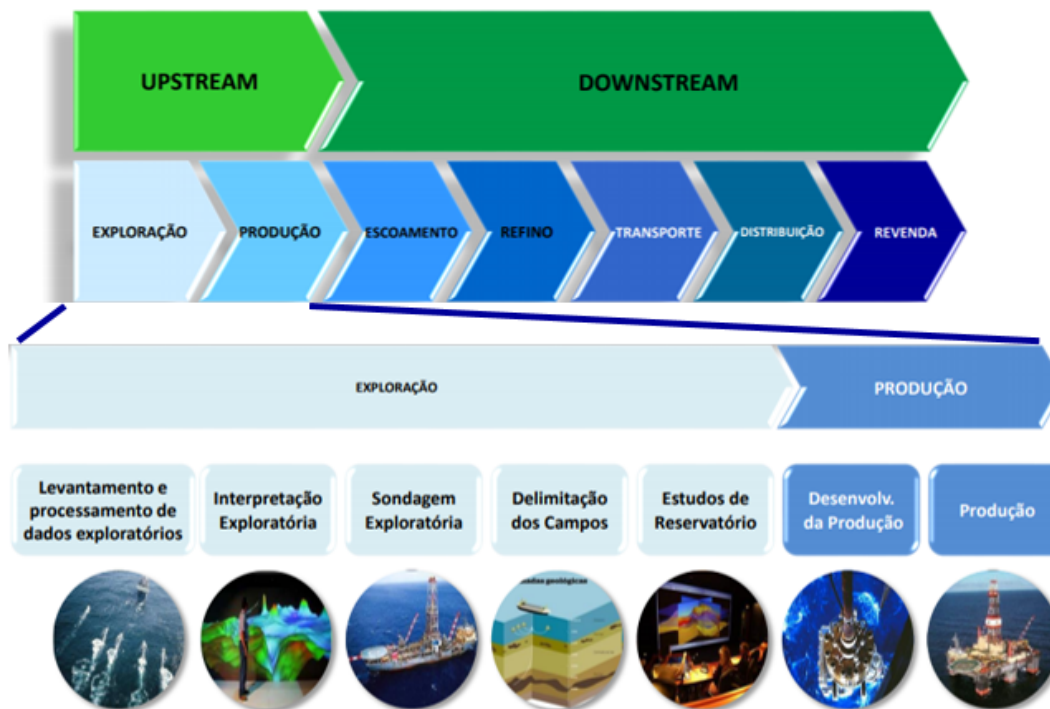 UPSTREAM
DOWNSTREAM
EXPLORAÇÃO
PRODUÇÃO
ESCOAMENTO
REFINO
TRANSPORTE
DISTRIBUIÇÃO
REVENDA
EXPLORAÇÃO
PRODUÇÃO
Levantamento e
processamento de
dados exploratórios
Interpretação
Exploratória
Sondagem
Exploratória
Delimitação
dos Campos
Estudos de
Reservatório
Desenvolv.
da Produção
Produção
geológicas